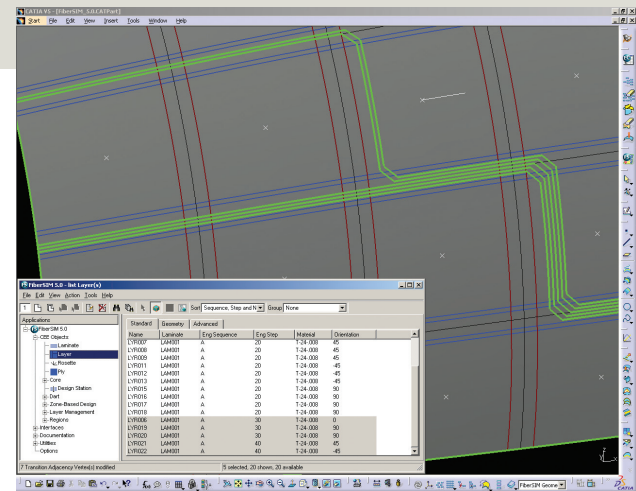 CATIA V5 - [FiberSIM_5.0.CATPart]
Start File Edit View Insert Tools Window Help
FiberSIM 5.0 - list Layer(s)
File Edit View Action Tools Help
1 Sort Sequence, Step and N Group None
Applications
FiberSIM 5.0
CEE Objects
Laminate
Layer
Rosette
Ply
Core
Design Station
Dart
Zone-Based Design
Layer Management
Regions
Interfaces
Documentation
Utilities
Options
Standard Geometry Advanced
Name Laminate Eng Sequence Eng Step Material Orientation
LYR007 LAM001 A 20 T-24-008 45
LYR008 LAM001 A 20 T-24-008 45
LYR009 LAM001 A 20 T-24-008 45
LYR011 LAM001 A 20 T-24-008 -45
LYR012 LAM001 A 20 T-24-008 -45
LYR013 LAM001 A 20 T-24-008 -45
LYR015 LAM001 A 20 T-24-008 90
LYR016 LAM001 A 20 T-24-008 90
LYR017 LAM001 A 20 T-24-008 90
LYR018 LAM001 A 20 T-24-008 90
LYR006 LAM001 A 30 T-24-008 0
LYR019 LAM001 A 30 T-24-008 90
LYR020 LAM001 A 30 T-24-008 90
LYR021 LAM001 A 40 T-24-008 45
LYR022 LAM001 A 40 T-24-008 -45
7 Transition Adjacency Vertex(s) modified
5 selected, 20 shown, 20 available
FiberSIM Geome
CATIA